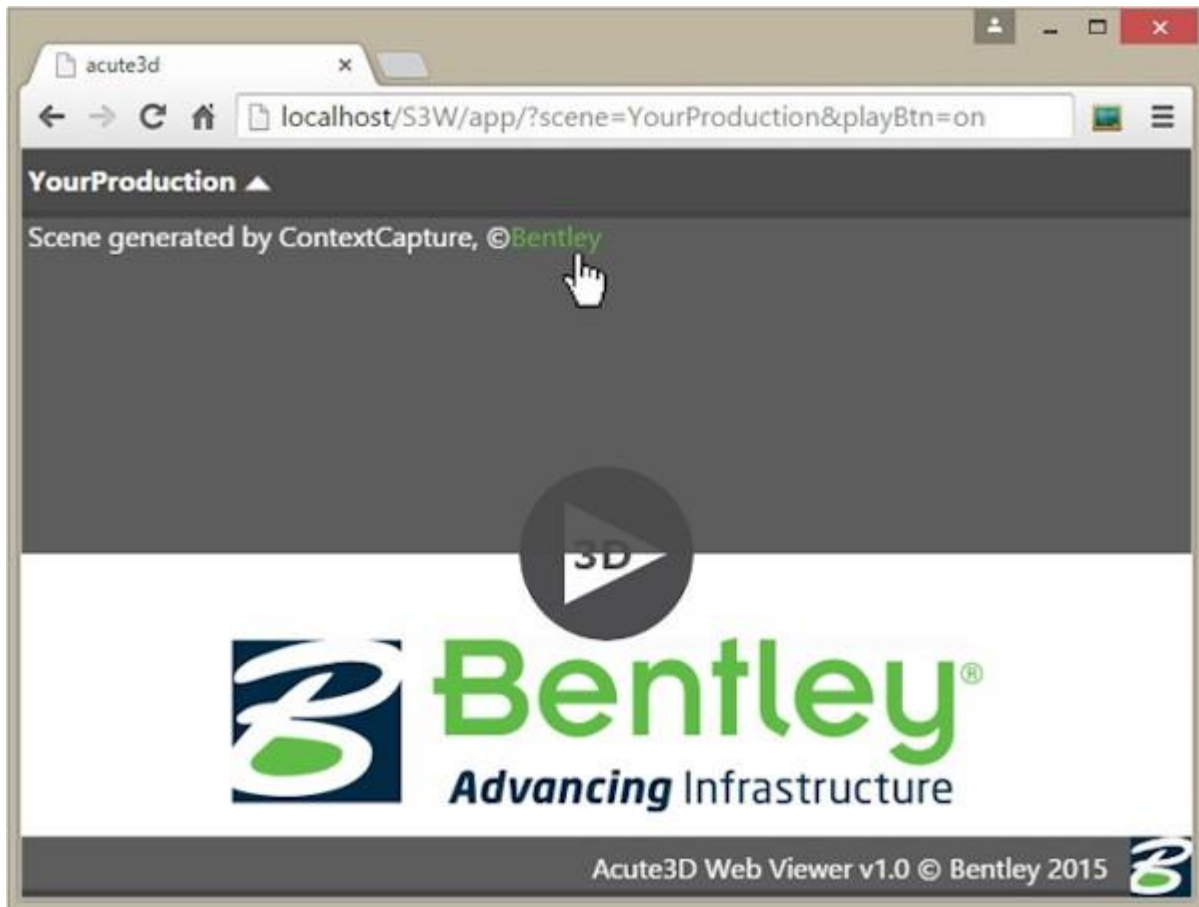 acute3d
localhost/S3W/app/?scene=YourProduction&playBtn=on
YourProduction
Scene generated by ContextCapture, ©Bentley
3D
Bentley®
Advancing Infrastructure
Acute3D Web Viewer v1.0 © Bentley 2015